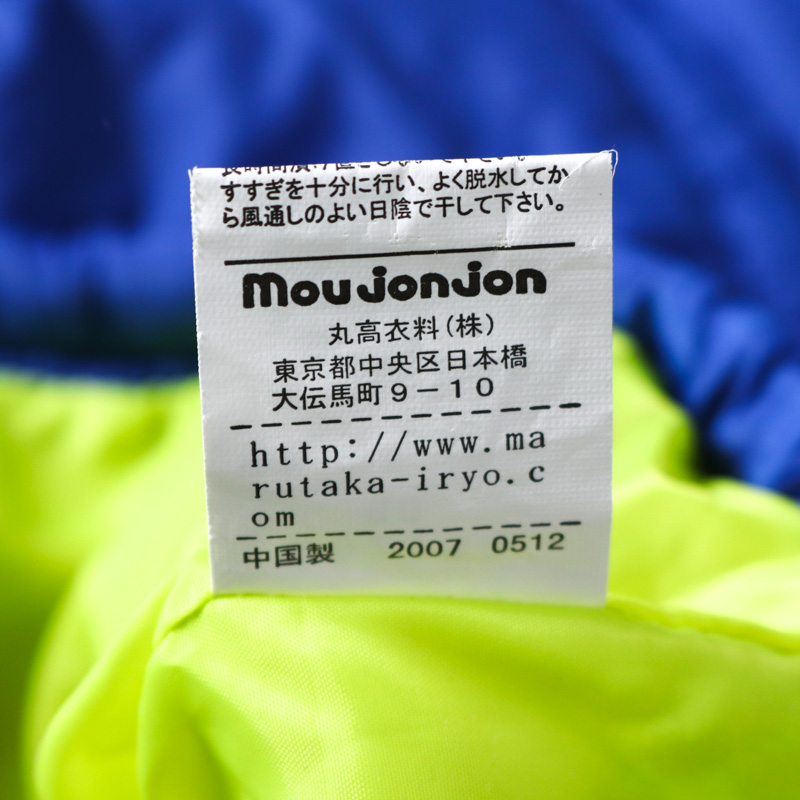 すすぎを十分に行い、よく脱水してか
ら風通しのよい日陰で干して下さい。
moujonjon
丸高衣料(株)
東京都中央区日本橋
大伝馬町9-10
http://www.ma
rutaka-iryo.c
om
中国製 2007 0512